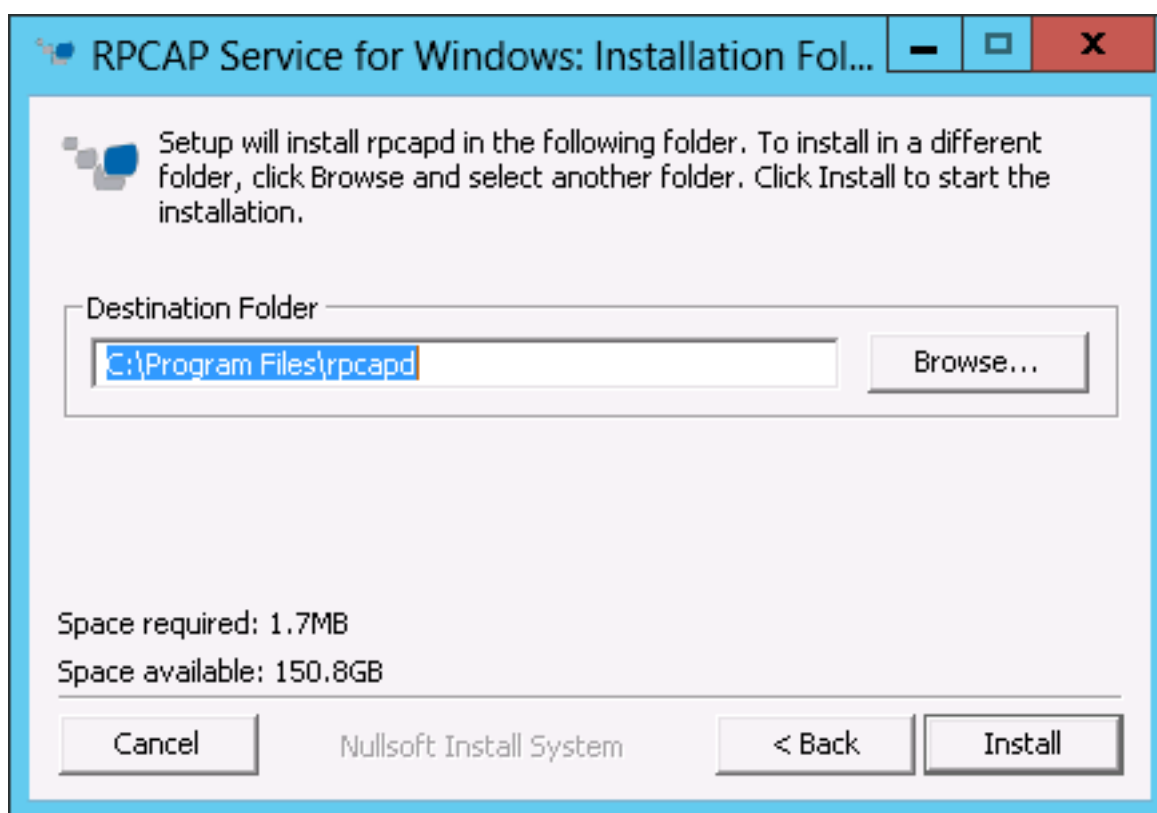 RPCAP Service for Windows: Installation Fol...
Setup will install rpcapd in the following folder. To install in a different
folder, click Browse and select another folder. Click Install to start the
installation.
Destination Folder
C:\Program Files\rpcapd
Browse...
Space required: 1.7MB
Space available: 150.8GB
Cancel
Nullsoft Install System
< Back
Install